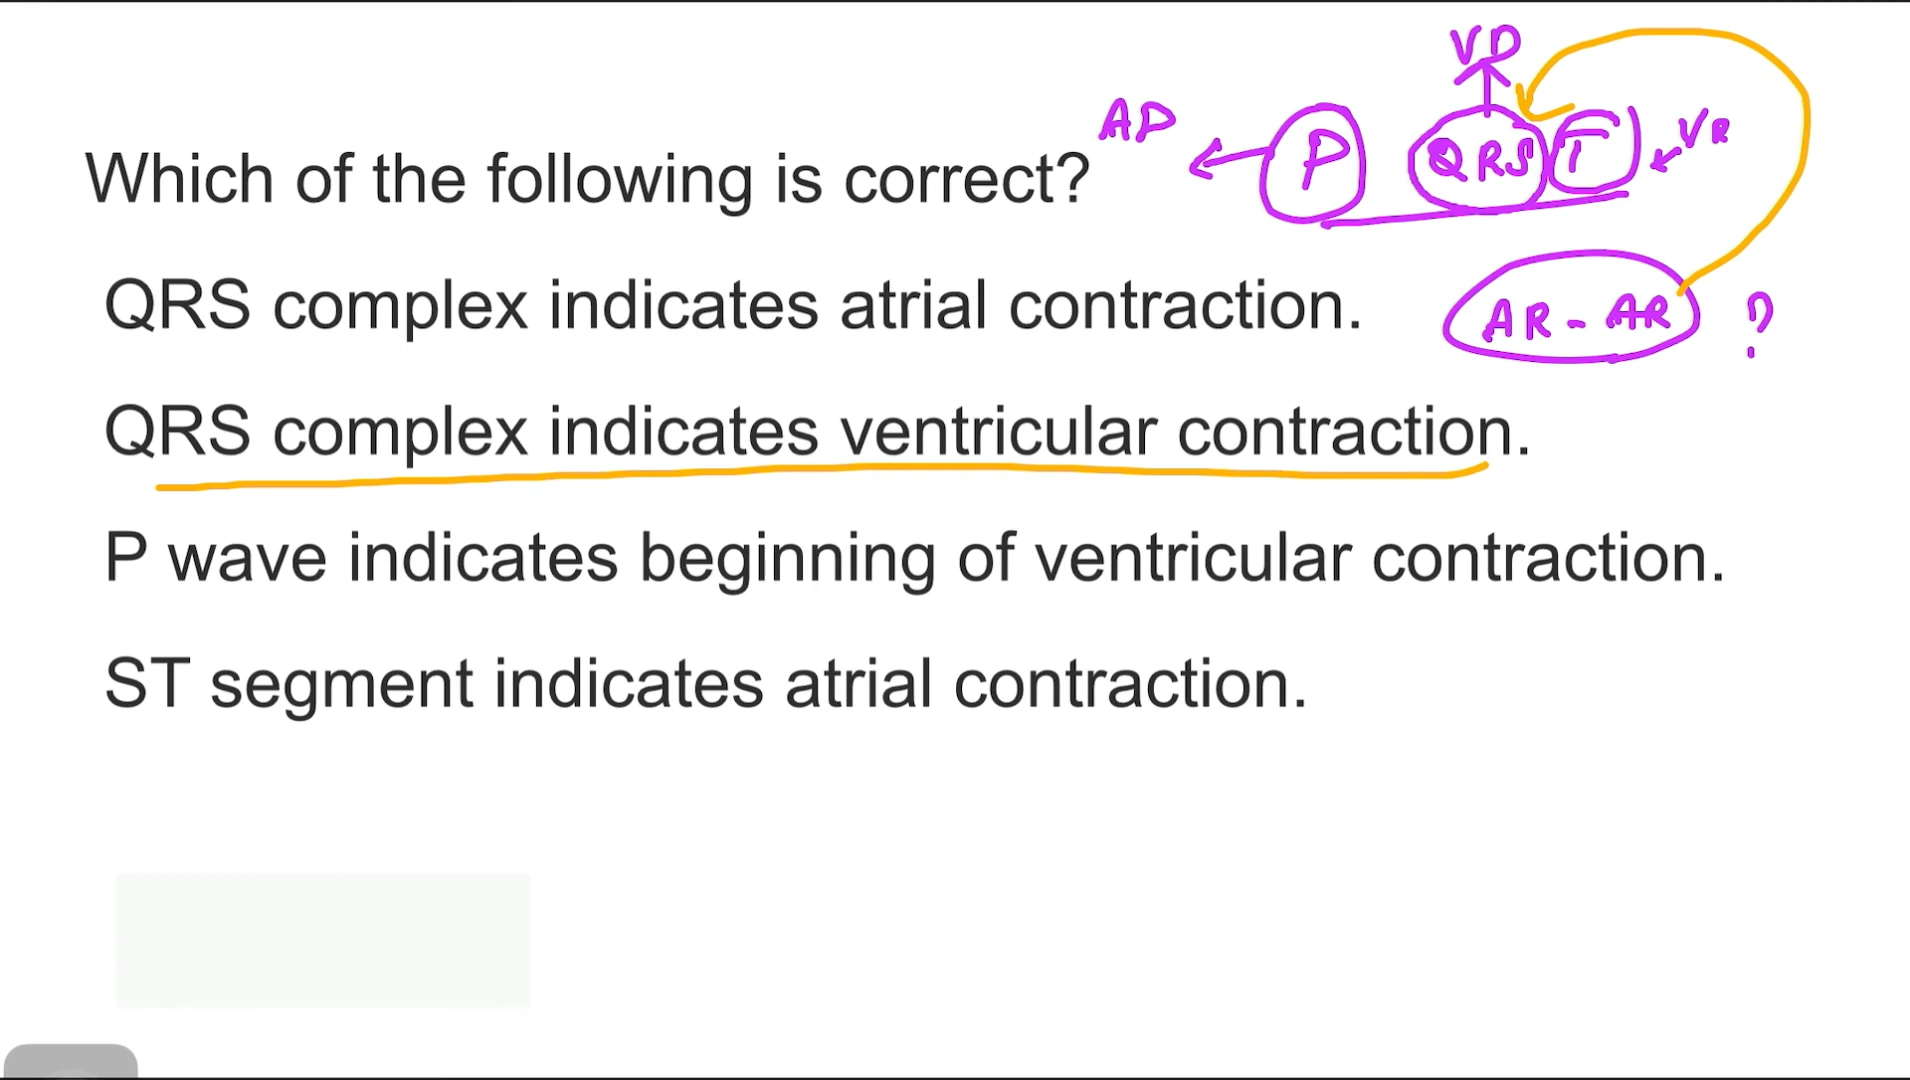 VD
AD
P QRS T VR
Which of the following is correct?
QRS complex indicates atrial contraction.
AR - AR ?
QRS complex indicates ventricular contraction.
P wave indicates beginning of ventricular contraction.
ST segment indicates atrial contraction.